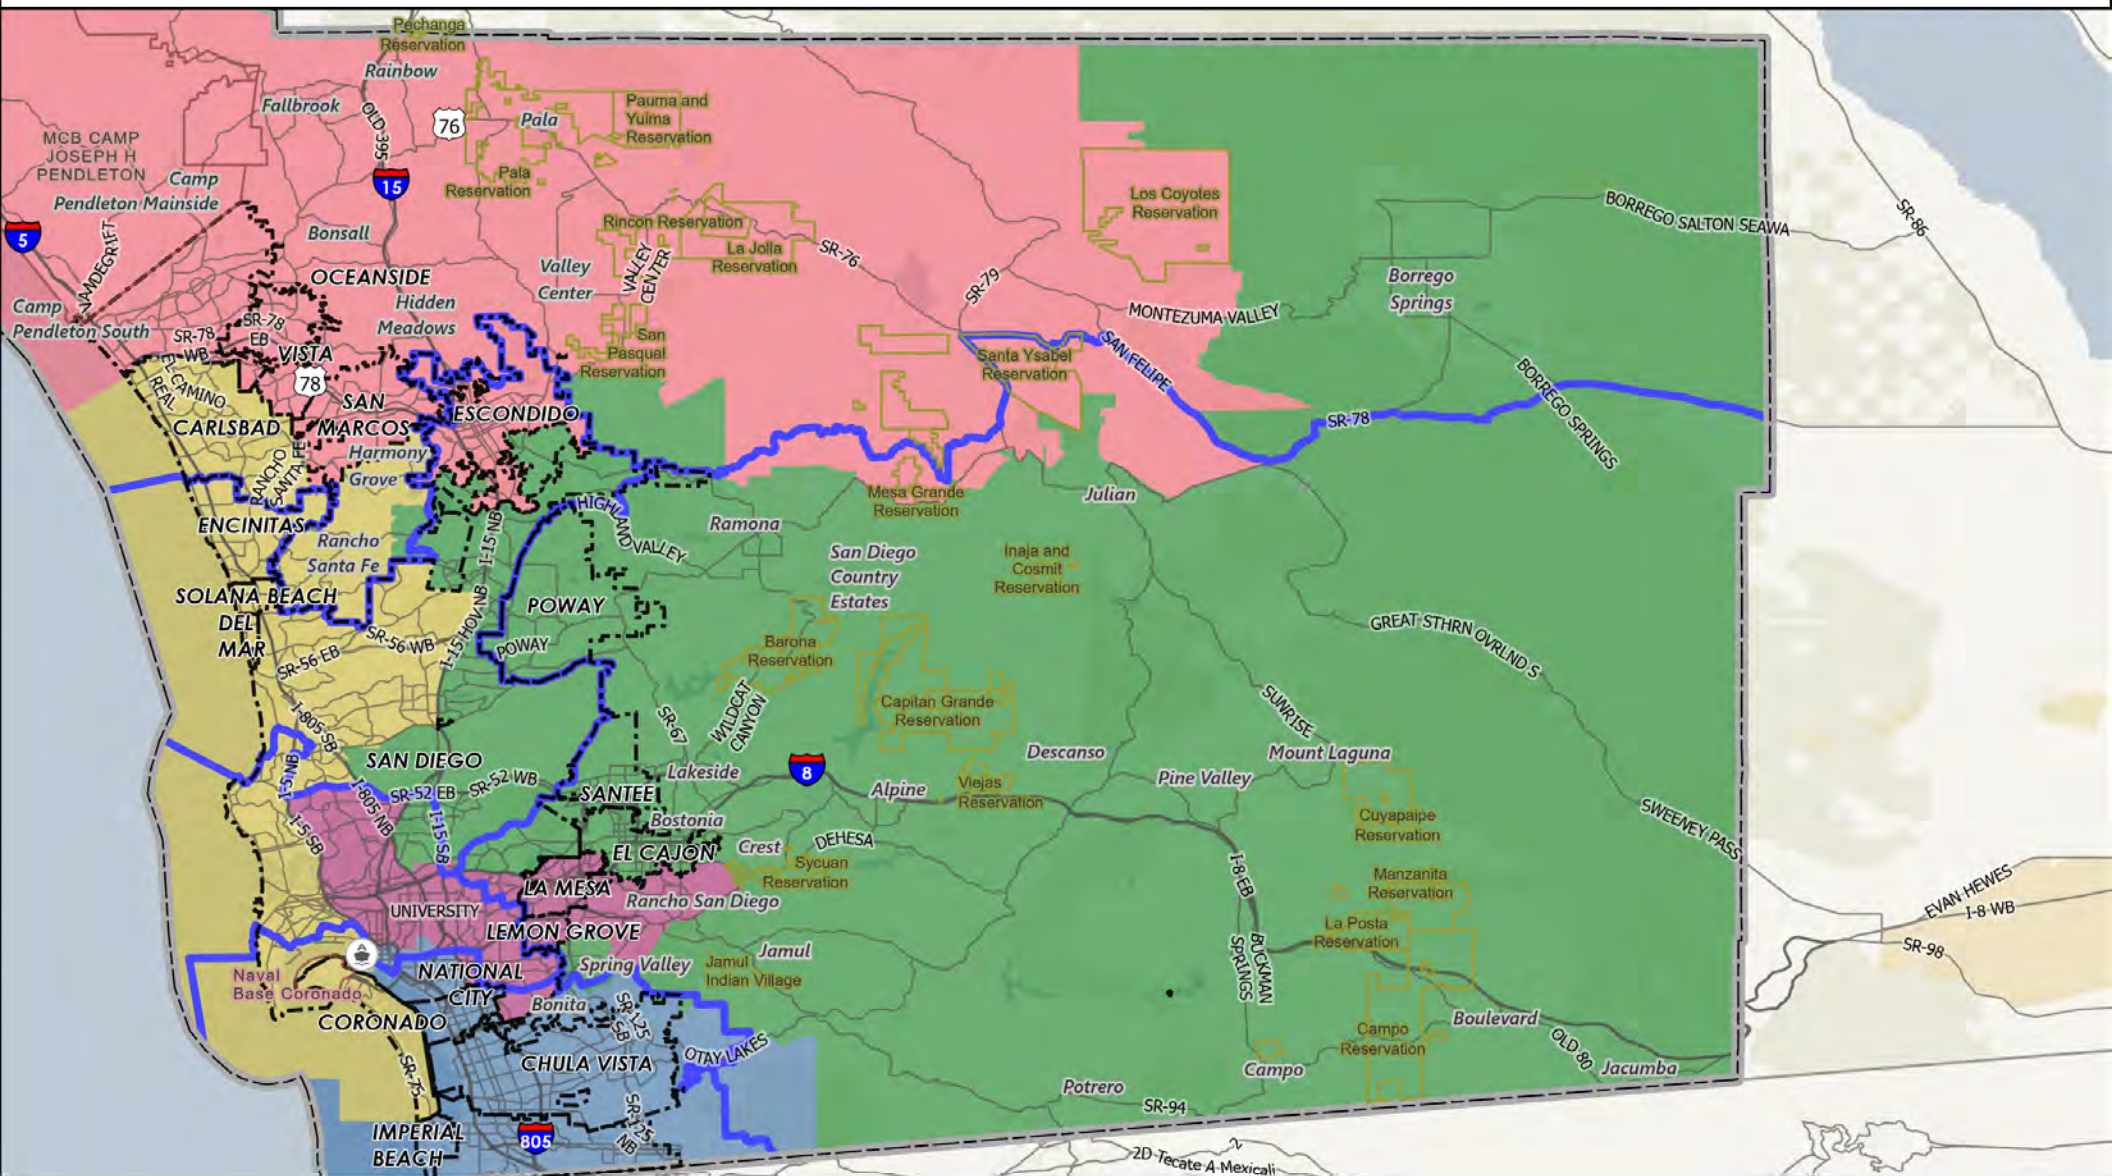 Pechanga
Reservation
Rainbow
Fallbrook
OLD 395
76
Pala
Pauma and
Yuima
Reservation
MCB CAMP
JOSEPH H
PENDLETON
Camp
Pendleton Mainside
15
Pala
Reservation
Los Coyotes
Reservation
BORREGO SALTON SEAWA
SR-86
5
VANDEGRIFT
Bonsall
Rincon Reservation
La Jolla
Reservation
SR-76
VALLEY
CENTER
Valley
Center
OCEANSIDE
Hidden
Meadows
SR-79
Borrego
Springs
MONTEZUMA VALLEY
Camp
Pendleton South
SR-78
WB
SR-78
EB
VISTA
San
Pasqual
Reservation
Santa Ysabel
Reservation
SAN FELIPE
BORREGO SPRINGS
EL CAMINO
REAL
78
SAN
MARCOS
ESCONDIDO
SR-78
CARLSBAD
RANCHO
SANTA FE
Harmony
Grove
Mesa Grande
Reservation
Julian
ENCINITAS
Rancho
Santa Fe
I-15 NB
HIGHLAND VALLEY
Ramona
San Diego
Country
Estates
Inaja and
Cosmit
Reservation
SOLANA BEACH
DEL
MAR
POWAY
SR-56 WB
SR-56 EB
I-15 HOV NB
POWAY
Barona
Reservation
GREAT STHRN OVRLND S
Capitan Grande
Reservation
SR-67
WILDCAT
CANYON
SUNRISE
I-805 SB
I-5 NB
SAN DIEGO
SR-52 EB
SR-52 WB
I-805 NB
I-15 SB
I-5 SB
SANTEE
Lakeside
8
Alpine
Descanso
Viejas
Reservation
Pine Valley
Mount Laguna
Cuyapaipe
Reservation
SWEENEY PASS
Bostonia
EL CAJON
Crest
DEHESA
Sycuan
Reservation
I-8 EB
Manzanita
Reservation
EVAN HEWES
I-8 WB
SR-98
LA MESA
UNIVERSITY
Rancho San Diego
LEMON GROVE
La Posta
Reservation
BUCKMAN
SPRINGS
Jamul
Jamul
Indian Village
Spring Valley
NATIONAL
CITY
Naval
Base Coronado
Bonita
SR-125
SB
CORONADO
CHULA VISTA
OTAY LAKES
Campo
Reservation
Boulevard
OLD 80
Jacumba
Campo
Potrero
SR-94
SR-75
SR-125
NB
IMPERIAL
BEACH
805
2
2D Tecate A Mexicali